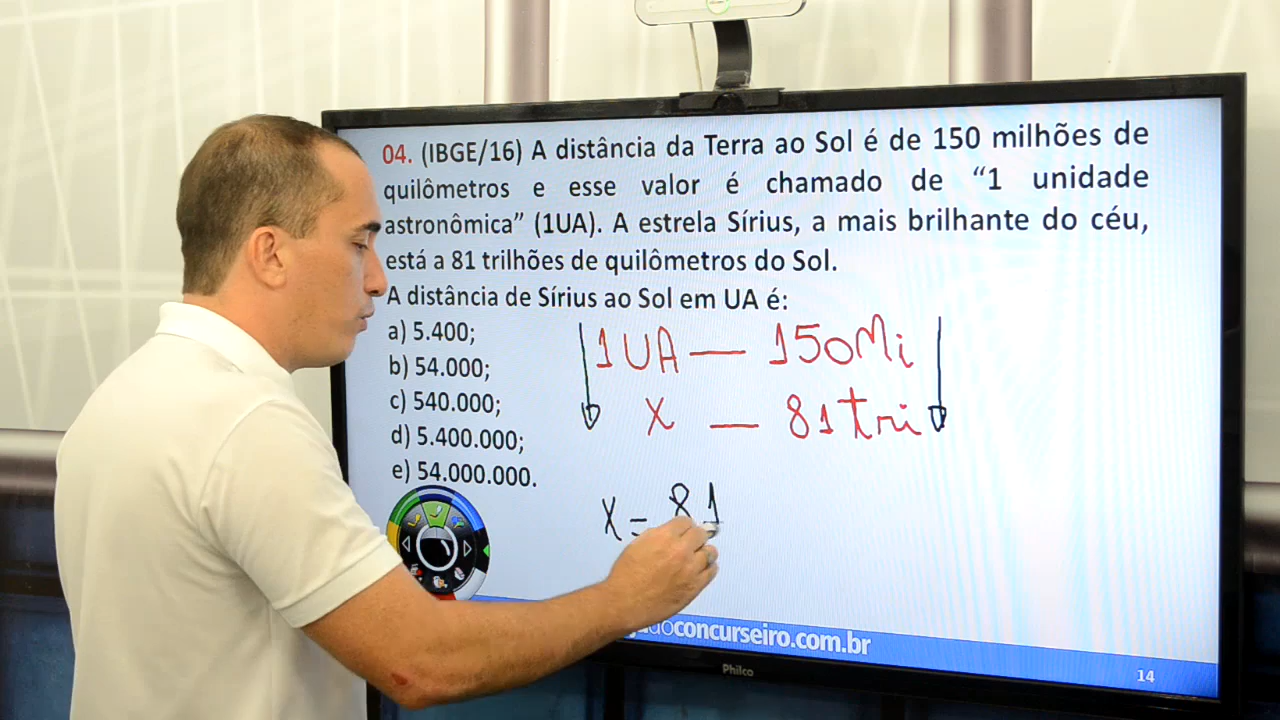 04. (IBGE/16) A distância da Terra ao Sol é de 150 milhões de
quilômetros e esse valor é chamado de “1 unidade
astronômica” (1UA). A estrela Sírius, a mais brilhante do céu,
está a 81 trilhões de quilômetros do Sol.
A distância de Sírius ao Sol em UA é:
a) 5.400;
b) 54.000;
c) 540.000;
d) 5.400.000;
e) 54.000.000.
1UA — 150Mi
X — 81tri
X = 81
doconcurseiro.com.br
Philco
14